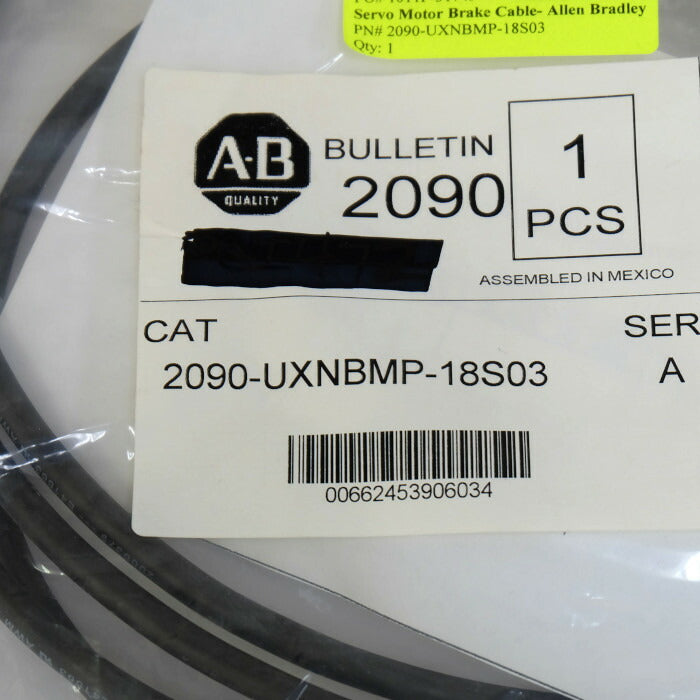 Servo Motor Brake Cable- Allen Bradley
PN# 2090-UXNBMP-18S03
Qty: 1
A-B
QUALITY
BULLETIN
2090
1
PCS
ASSEMBLED IN MEXICO
CAT
SER
2090-UXNBMP-18S03
A
00662453906034